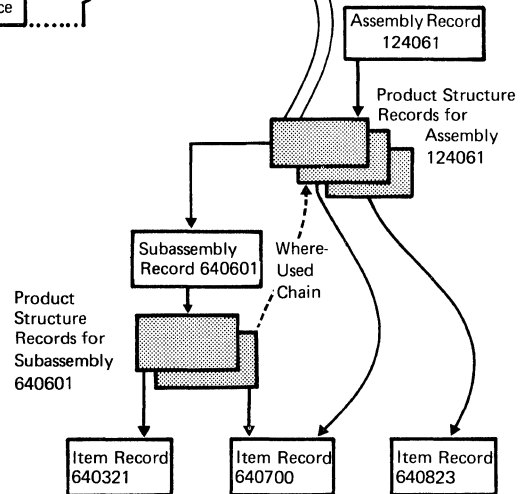 ce
Assembly Record
124061
Product Structure
Records for
Assembly
124061
Subassembly
Record 640601
Where-
Used
Chain
Product
Structure
Records for
Subassembly
640601
Item Record
640321
Item Record
640700
Item Record
640823